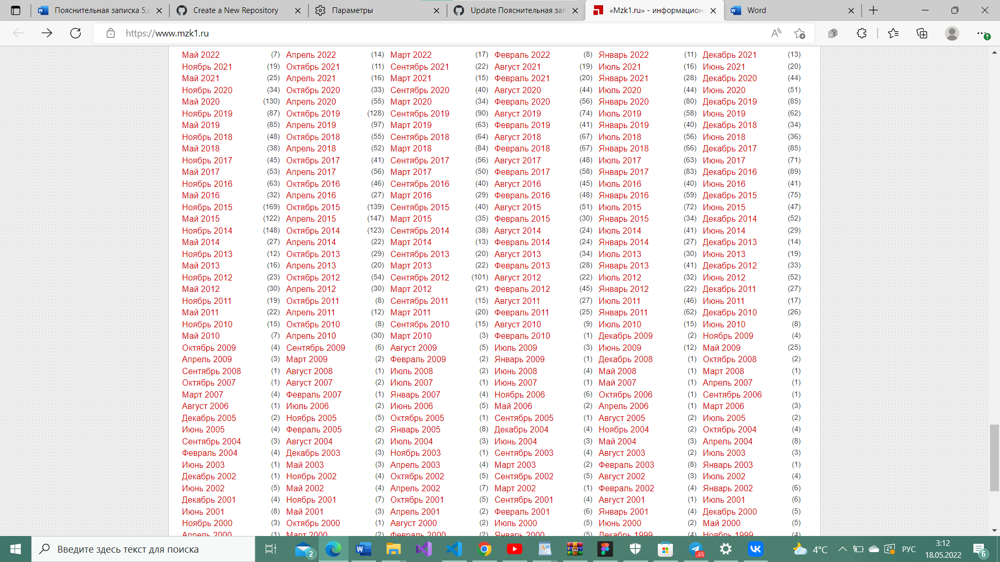 Пояснительная записка 5.
Create a New Repository
Параметры
Update Пояснительная зап
«Mzk1.ru» - информацион
Word
https://www.mzk1.ru
Май 2022 (7) Апрель 2022 (14) Март 2022 (17) Февраль 2022 (8) Январь 2022 (11) Декабрь 2021 (13)
Ноябрь 2021 (19) Октябрь 2021 (11) Сентябрь 2021 (22) Август 2021 (19) Июль 2021 (16) Июнь 2021 (20)
Май 2021 (25) Апрель 2021 (16) Март 2021 (15) Февраль 2021 (20) Январь 2021 (28) Декабрь 2020 (44)
Ноябрь 2020 (34) Октябрь 2020 (33) Сентябрь 2020 (40) Август 2020 (44) Июль 2020 (44) Июнь 2020 (51)
Май 2020 (130) Апрель 2020 (55) Март 2020 (34) Февраль 2020 (56) Январь 2020 (80) Декабрь 2019 (85)
Ноябрь 2019 (87) Октябрь 2019 (128) Сентябрь 2019 (90) Август 2019 (74) Июль 2019 (58) Июнь 2019 (62)
Май 2019 (85) Апрель 2019 (97) Март 2019 (63) Февраль 2019 (41) Январь 2019 (40) Декабрь 2018 (34)
Ноябрь 2018 (48) Октябрь 2018 (55) Сентябрь 2018 (64) Август 2018 (67) Июль 2018 (56) Июнь 2018 (36)
Май 2018 (38) Апрель 2018 (52) Март 2018 (84) Февраль 2018 (67) Январь 2018 (66) Декабрь 2017 (85)
Ноябрь 2017 (45) Октябрь 2017 (41) Сентябрь 2017 (56) Август 2017 (48) Июль 2017 (63) Июнь 2017 (71)
Май 2017 (53) Апрель 2017 (56) Март 2017 (50) Февраль 2017 (58) Январь 2017 (83) Декабрь 2016 (89)
Ноябрь 2016 (63) Октябрь 2016 (46) Сентябрь 2016 (40) Август 2016 (45) Июль 2016 (40) Июнь 2016 (41)
Май 2016 (32) Апрель 2016 (27) Март 2016 (29) Февраль 2016 (48) Январь 2016 (59) Декабрь 2015 (75)
Ноябрь 2015 (169) Октябрь 2015 (139) Сентябрь 2015 (40) Август 2015 (51) Июль 2015 (72) Июнь 2015 (47)
Май 2015 (122) Апрель 2015 (147) Март 2015 (35) Февраль 2015 (30) Январь 2015 (34) Декабрь 2014 (52)
Ноябрь 2014 (148) Октябрь 2014 (123) Сентябрь 2014 (38) Август 2014 (24) Июль 2014 (41) Июнь 2014 (29)
Май 2014 (27) Апрель 2014 (22) Март 2014 (13) Февраль 2014 (24) Январь 2014 (27) Декабрь 2013 (14)
Ноябрь 2013 (12) Октябрь 2013 (29) Сентябрь 2013 (20) Август 2013 (34) Июль 2013 (30) Июнь 2013 (19)
Май 2013 (16) Апрель 2013 (20) Март 2013 (22) Февраль 2013 (28) Январь 2013 (41) Декабрь 2012 (33)
Ноябрь 2012 (23) Октябрь 2012 (54) Сентябрь 2012 (101) Август 2012 (22) Июль 2012 (32) Июнь 2012 (52)
Май 2012 (30) Апрель 2012 (30) Март 2012 (21) Февраль 2012 (45) Январь 2012 (22) Декабрь 2011 (27)
Ноябрь 2011 (19) Октябрь 2011 (8) Сентябрь 2011 (15) Август 2011 (27) Июль 2011 (46) Июнь 2011 (17)
Май 2011 (22) Апрель 2011 (12) Март 2011 (20) Февраль 2011 (25) Январь 2011 (62) Декабрь 2010 (26)
Ноябрь 2010 (15) Октябрь 2010 (8) Сентябрь 2010 (15) Август 2010 (9) Июль 2010 (15) Июнь 2010 (8)
Май 2010 (7) Апрель 2010 (30) Март 2010 (3) Февраль 2010 (1) Декабрь 2009 (2) Ноябрь 2009 (4)
Октябрь 2009 (4) Сентябрь 2009 (6) Август 2009 (5) Июль 2009 (3) Июнь 2009 (12) Май 2009 (25)
Апрель 2009 (3) Март 2009 (2) Февраль 2009 (2) Январь 2009 (1) Декабрь 2008 (1) Октябрь 2008 (2)
Сентябрь 2008 (1) Август 2008 (1) Июль 2008 (2) Июнь 2008 (4) Май 2008 (1) Март 2008 (1)
Октябрь 2007 (1) Август 2007 (2) Июль 2007 (1) Июнь 2007 (1) Май 2007 (1) Апрель 2007 (1)
Март 2007 (4) Февраль 2007 (1) Январь 2007 (4) Ноябрь 2006 (6) Октябрь 2006 (1) Сентябрь 2006 (1)
Август 2006 (1) Июль 2006 (2) Июнь 2006 (5) Май 2006 (2) Апрель 2006 (1) Март 2006 (3)
Декабрь 2005 (2) Ноябрь 2005 (5) Октябрь 2005 (1) Сентябрь 2005 (1) Август 2005 (2) Июль 2005 (2)
Июнь 2005 (4) Февраль 2005 (2) Январь 2005 (8) Декабрь 2004 (4) Ноябрь 2004 (2) Октябрь 2004 (4)
Сентябрь 2004 (3) Август 2004 (2) Июль 2004 (3) Июнь 2004 (3) Май 2004 (3) Апрель 2004 (8)
Февраль 2004 (4) Декабрь 2003 (3) Ноябрь 2003 (1) Сентябрь 2003 (4) Август 2003 (2) Июль 2003 (3)
Июнь 2003 (1) Май 2003 (3) Апрель 2003 (4) Март 2003 (2) Февраль 2003 (8) Январь 2003 (1)
Декабрь 2002 (1) Ноябрь 2002 (4) Октябрь 2002 (5) Сентябрь 2002 (5) Август 2002 (3) Июль 2002 (4)
Июнь 2002 (5) Май 2002 (4) Апрель 2002 (7) Март 2002 (1) Февраль 2002 (4) Январь 2002 (6)
Декабрь 2001 (4) Ноябрь 2001 (7) Октябрь 2001 (5) Сентябрь 2001 (4) Август 2001 (1) Июль 2001 (6)
Июнь 2001 (8) Май 2001 (3) Апрель 2001 (2) Февраль 2001 (6) Январь 2001 (4) Декабрь 2000 (5)
Ноябрь 2000 (3) Октябрь 2000 (1) Август 2000 (2) Июль 2000 (5) Июнь 2000 (2) Май 2000 (5)
Апрель 2000 (1) Март 2000 (2) Февраль 2000 (2) Январь 2000 (5) Декабрь 1999 (4) Ноябрь 1999 (4)
Введите здесь текст для поиска
2
65
4°C
РУС
3:12
18.05.2022
6